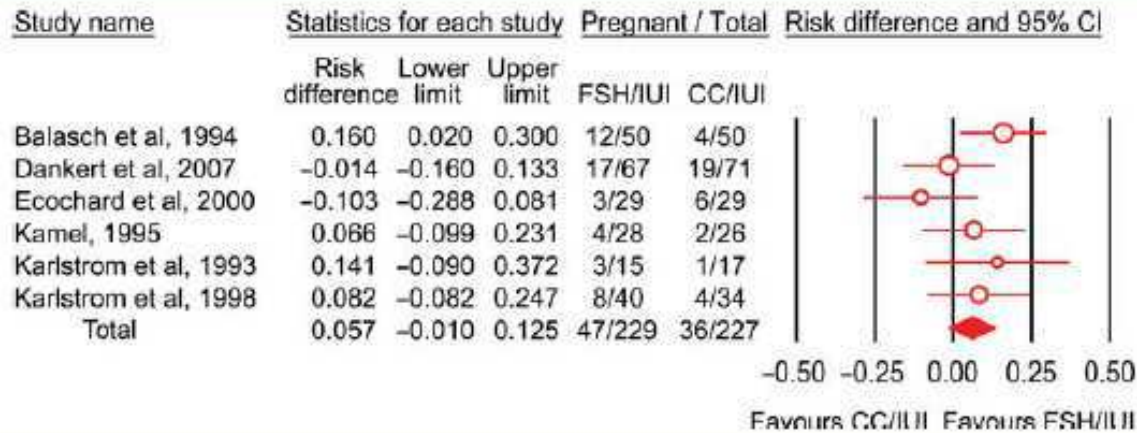 Study name Statistics for each study Pregnant / Total Risk difference and 95% CI
Risk Lower Upper
difference limit limit FSH/IUI CC/IUI
Balasch et al, 1994 0.160 0.020 0.300 12/50 4/50
Dankert et al, 2007 −0.014 −0.160 0.133 17/67 19/71
Ecochard et al, 2000 −0.103 −0.288 0.081 3/29 6/29
Kamel, 1995 0.066 −0.099 0.231 4/28 2/26
Karlstrom et al, 1993 0.141 −0.090 0.372 3/15 1/17
Karlstrom et al, 1998 0.082 −0.082 0.247 8/40 4/34
Total 0.057 −0.010 0.125 47/229 36/227
−0.50 −0.25 0.00 0.25 0.50
Favours CC/IUI Favours FSH/IUI